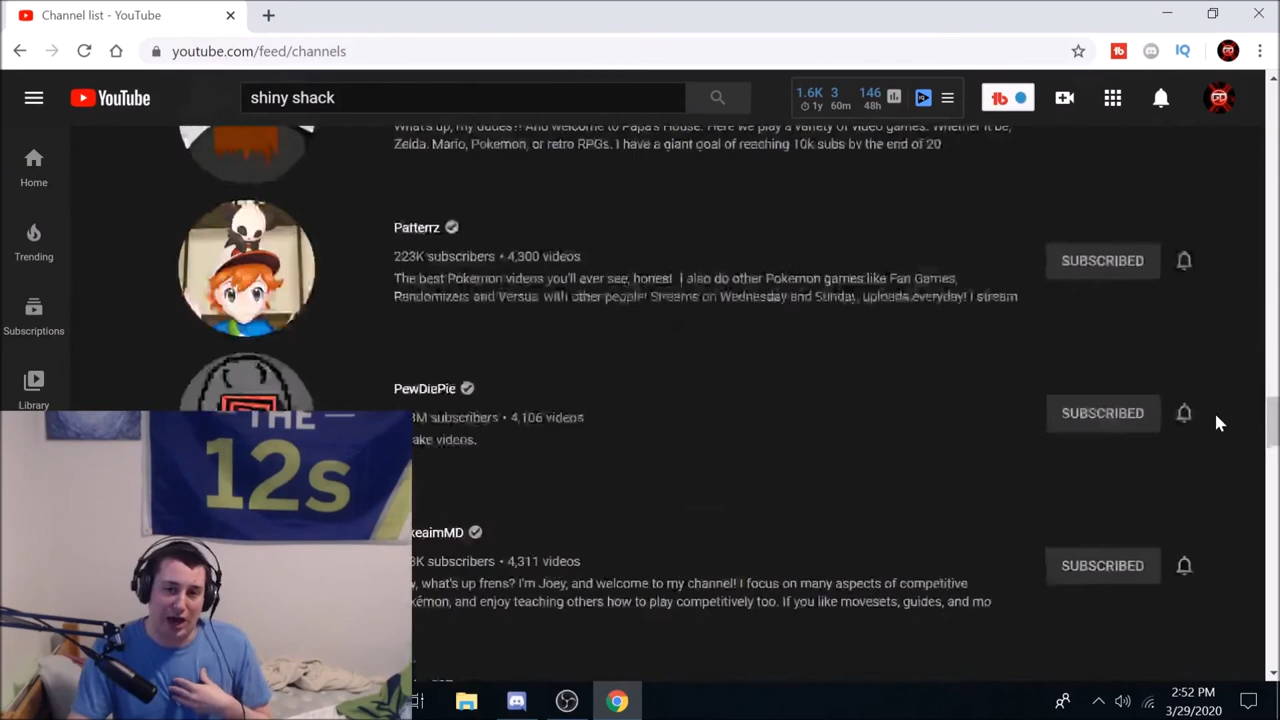 Channel list - YouTube
youtube.com/feed/channels
YouTube
shiny shack
1.6K 3 146
1y 60m 48h
tb
IQ
Home
Trending
Subscriptions
Library
What's up, my dudes?! And welcome to Papa's House. Here we play a variety of video games. Whether it be,
Zelda. Mario, Pokemon, or retro RPGs. I have a giant goal of reaching 10k subs by the end of 20
Patterrz
223K subscribers • 4,300 videos
SUBSCRIBED
The best Pokemon videos you'll ever see, honest! I also do other Pokemon games like Fan Games,
Randomizers and Versus with other people! Streams on Wednesday and Sunday, uploads everyday! I stream
PewDiePie
M subscribers • 4,106 videos
SUBSCRIBED
ake videos.
keaimMD
K subscribers • 4,311 videos
SUBSCRIBED
, what's up frens? I'm Joey, and welcome to my channel! I focus on many aspects of competitive
kémon, and enjoy teaching others how to play competitively too. If you like movesets, guides, and mo
THE
12s
2:52 PM
3/29/2020